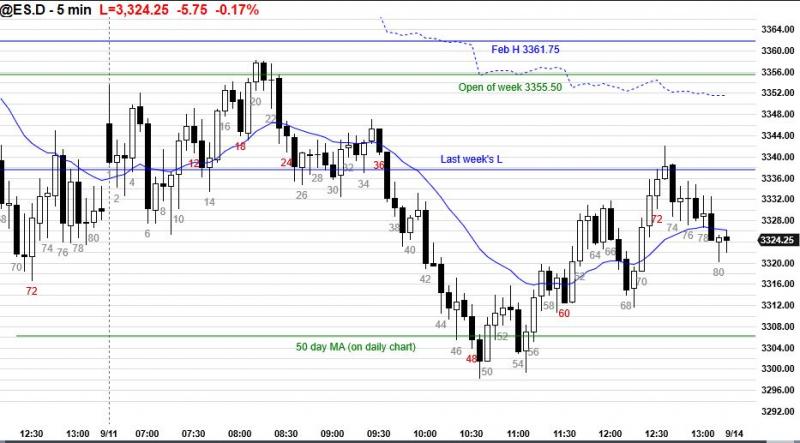 @ES.D - 5 min L=3,324.25 -5.75 -0.17%
3364.00
Feb H 3361.75
3360.00
3356.00
Open of week 3355.50
3352.00
3348.00
3344.00
Last week's L
3340.00
3336.00
3332.00
3328.00
3324.25
3320.00
3316.00
3312.00
3308.00
50 day MA (on daily chart)
3304.00
3300.00
3296.00
3292.00
70 72 74 76 78 80
2 4 6 8 10 12 14 16 18 20 22 24 26 28 30 32 34 36 38 40 42 44 46 48 50 52 54 56 58 60 62 64 66 68 70 72 74 76 78 80
12:30 13:00 9/11 07:00 07:30 08:00 08:30 09:00 09:30 10:00 10:30 11:00 11:30 12:00 12:30 13:00 9/14